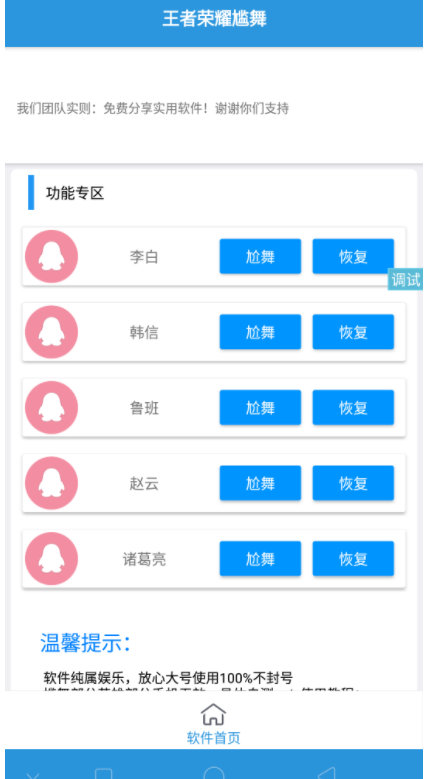 王者荣耀尴舞
我们团队实则：免费分享实用软件！谢谢你们支持
功能专区
李白 尬舞 恢复
调试
韩信 尬舞 恢复
鲁班 尬舞 恢复
赵云 尬舞 恢复
诸葛亮 尬舞 恢复
温馨提示：
软件纯属娱乐，放心大号使用100%不封号
软件首页